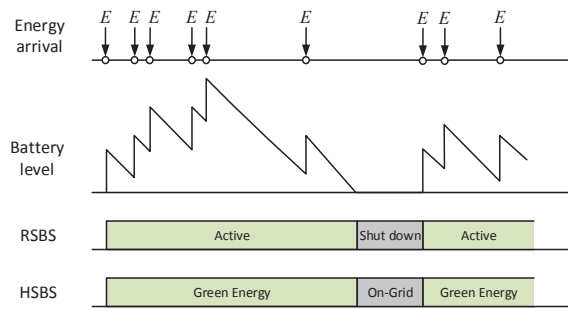 Energy arrival
E E E E E E E E E
Battery level
RSBS Active Shut down Active
HSBS Green Energy On-Grid Green Energy